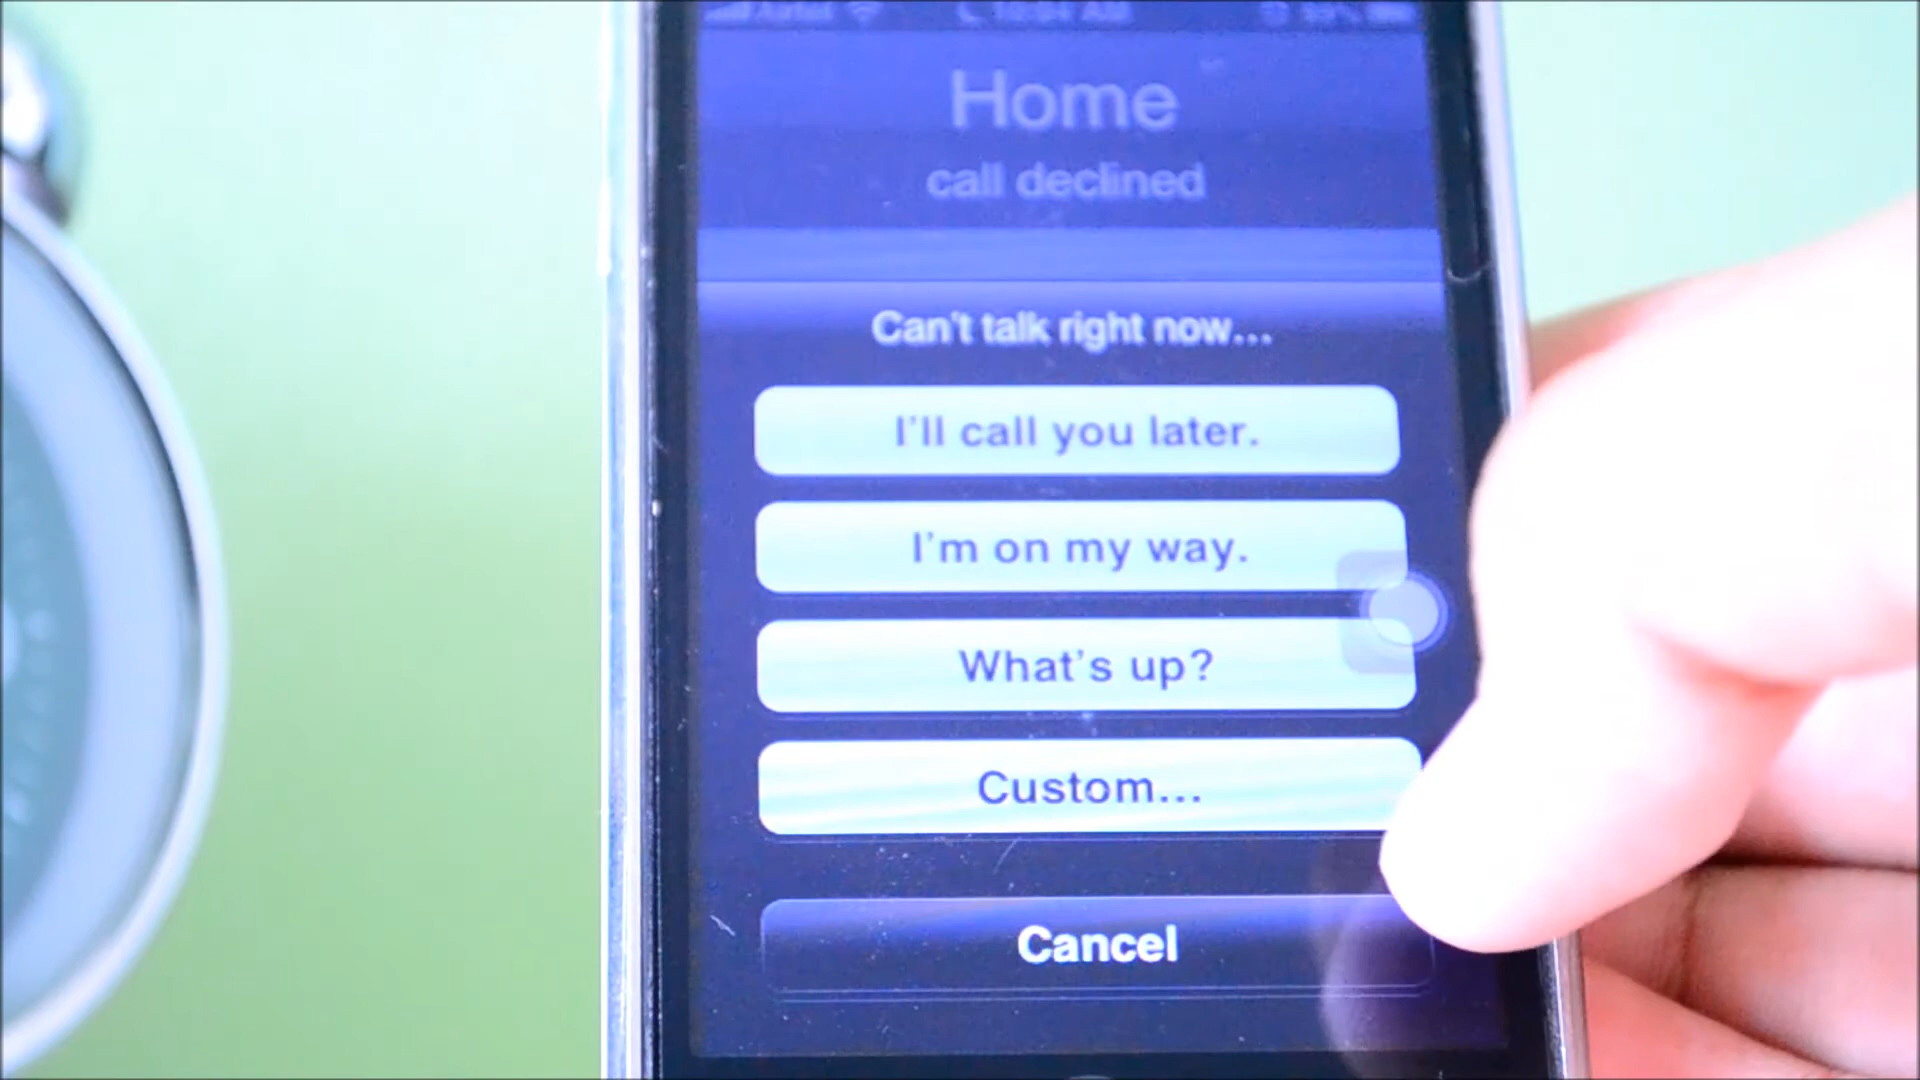 Home
call declined
Can't talk right now...
I'll call you later.
I'm on my way.
What's up?
Custom...
Cancel